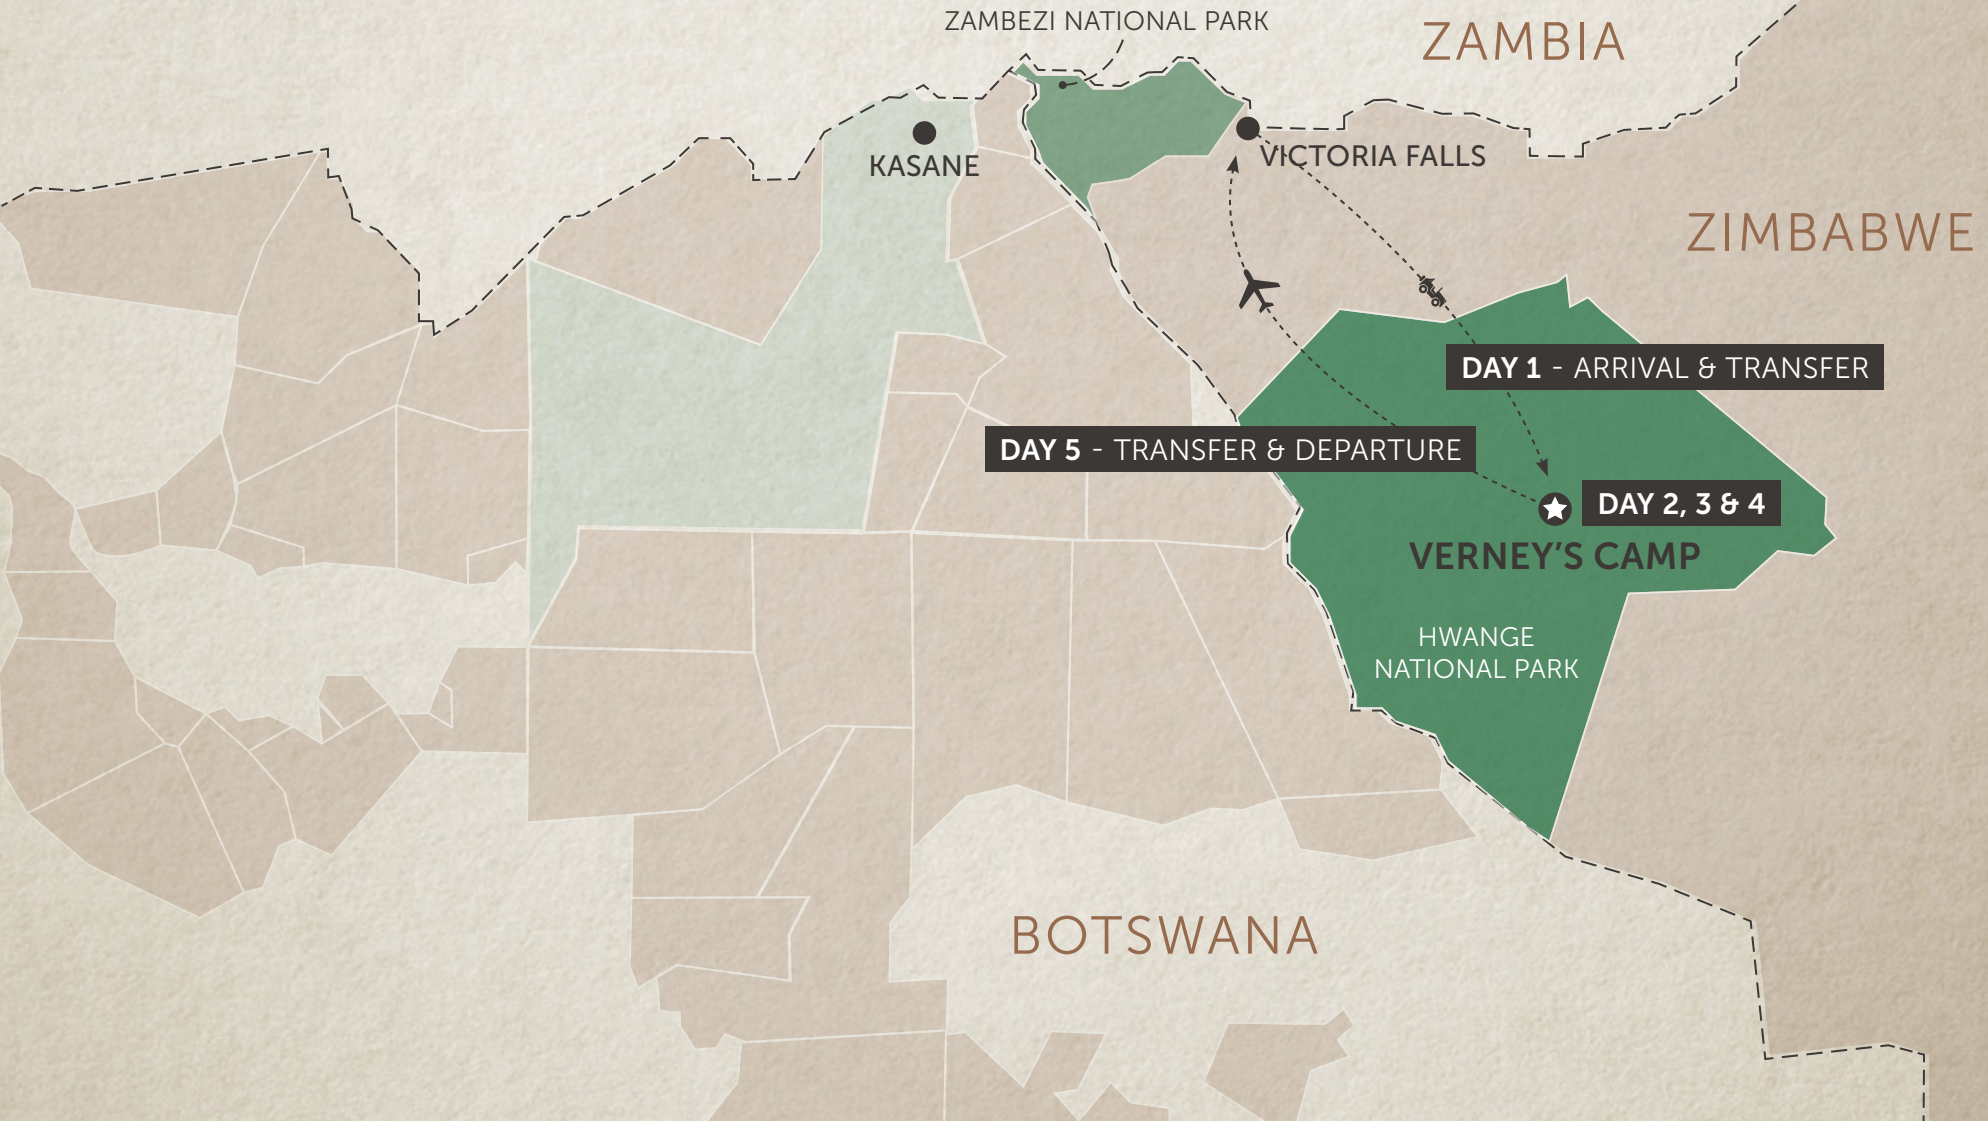 ZAMBEZI NATIONAL PARK
ZAMBIA
KASANE
VICTORIA FALLS
ZIMBABWE
DAY 1 - ARRIVAL & TRANSFER
DAY 5 - TRANSFER & DEPARTURE
DAY 2, 3 & 4
VERNEY'S CAMP
HWANGE
NATIONAL PARK
BOTSWANA